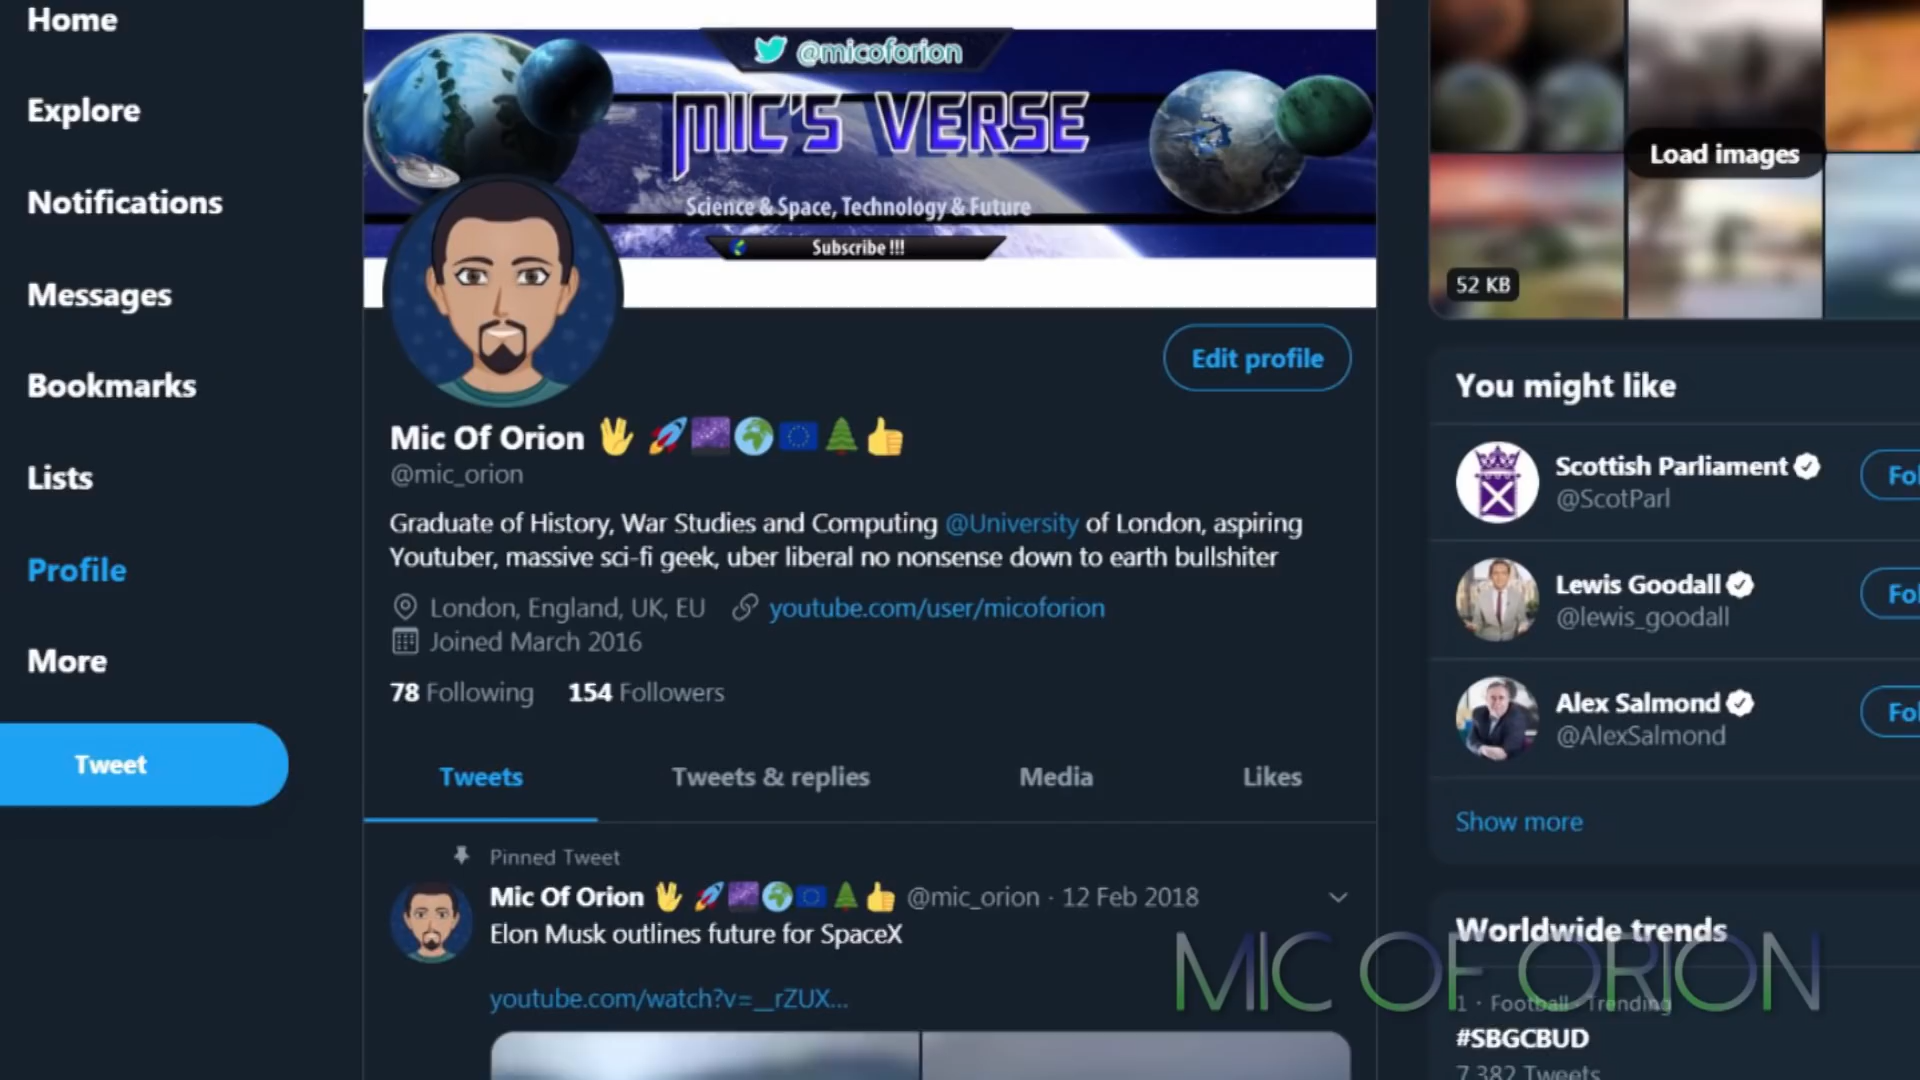 Home
Explore
Notifications
Messages
Bookmarks
Lists
Profile
More
Tweet
@micoforion
MIC'S VERSE
Science & Space, Technology & Future
Subscribe !!!
Edit profile
Mic Of Orion
@mic_orion
Graduate of History, War Studies and Computing @University of London, aspiring
Youtuber, massive sci-fi geek, uber liberal no nonsense down to earth bullshiter
London, England, UK, EU youtube.com/user/micoforion
Joined March 2016
78 Following 154 Followers
Tweets Tweets & replies Media Likes
Pinned Tweet
Mic Of Orion @mic_orion · 12 Feb 2018
Elon Musk outlines future for SpaceX
youtube.com/watch?v=__rZUX...
Load images
52 KB
You might like
Scottish Parliament
@ScotParl
Fol
Lewis Goodall
@lewis_goodall
Fol
Alex Salmond
@AlexSalmond
Fol
Show more
Worldwide trends
1 · Football · Trending
#SBGCBUD
7,382 Tweets
MIC OF ORION